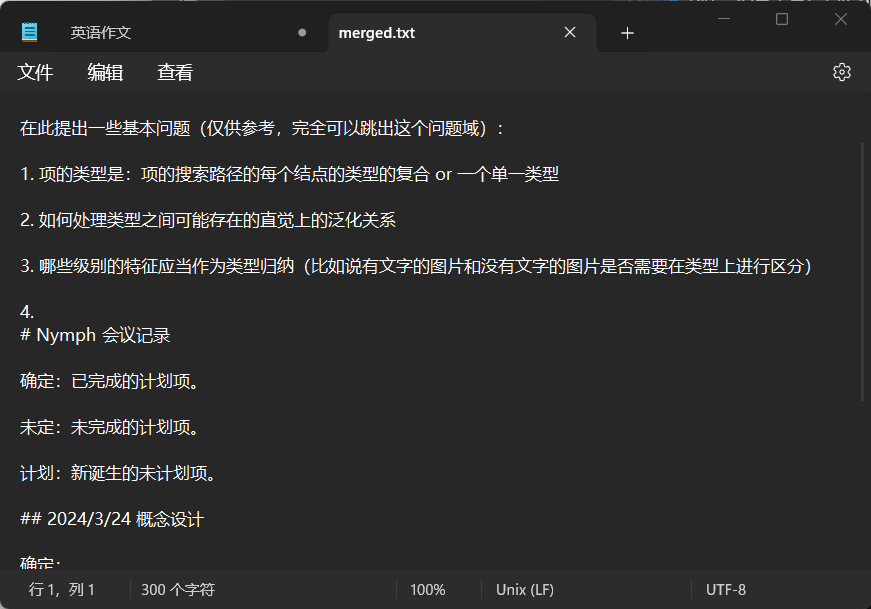 英语作文
merged.txt
文件 编辑 查看
在此提出一些基本问题（仅供参考，完全可以跳出这个问题域）：
1. 项的类型是：项的搜索路径的每个结点的类型的复合 or 一个单一类型
2. 如何处理类型之间可能存在的直觉上的泛化关系
3. 哪些级别的特征应当作为类型归纳（比如说有文字的图片和没有文字的图片是否需要在类型上进行区分）
4.
# Nymph 会议记录
确定：已完成的计划项。
未定：未完成的计划项。
计划：新诞生的未计划项。
## 2024/3/24 概念设计
确定：
行 1，列 1 300 个字符 100% Unix (LF) UTF-8